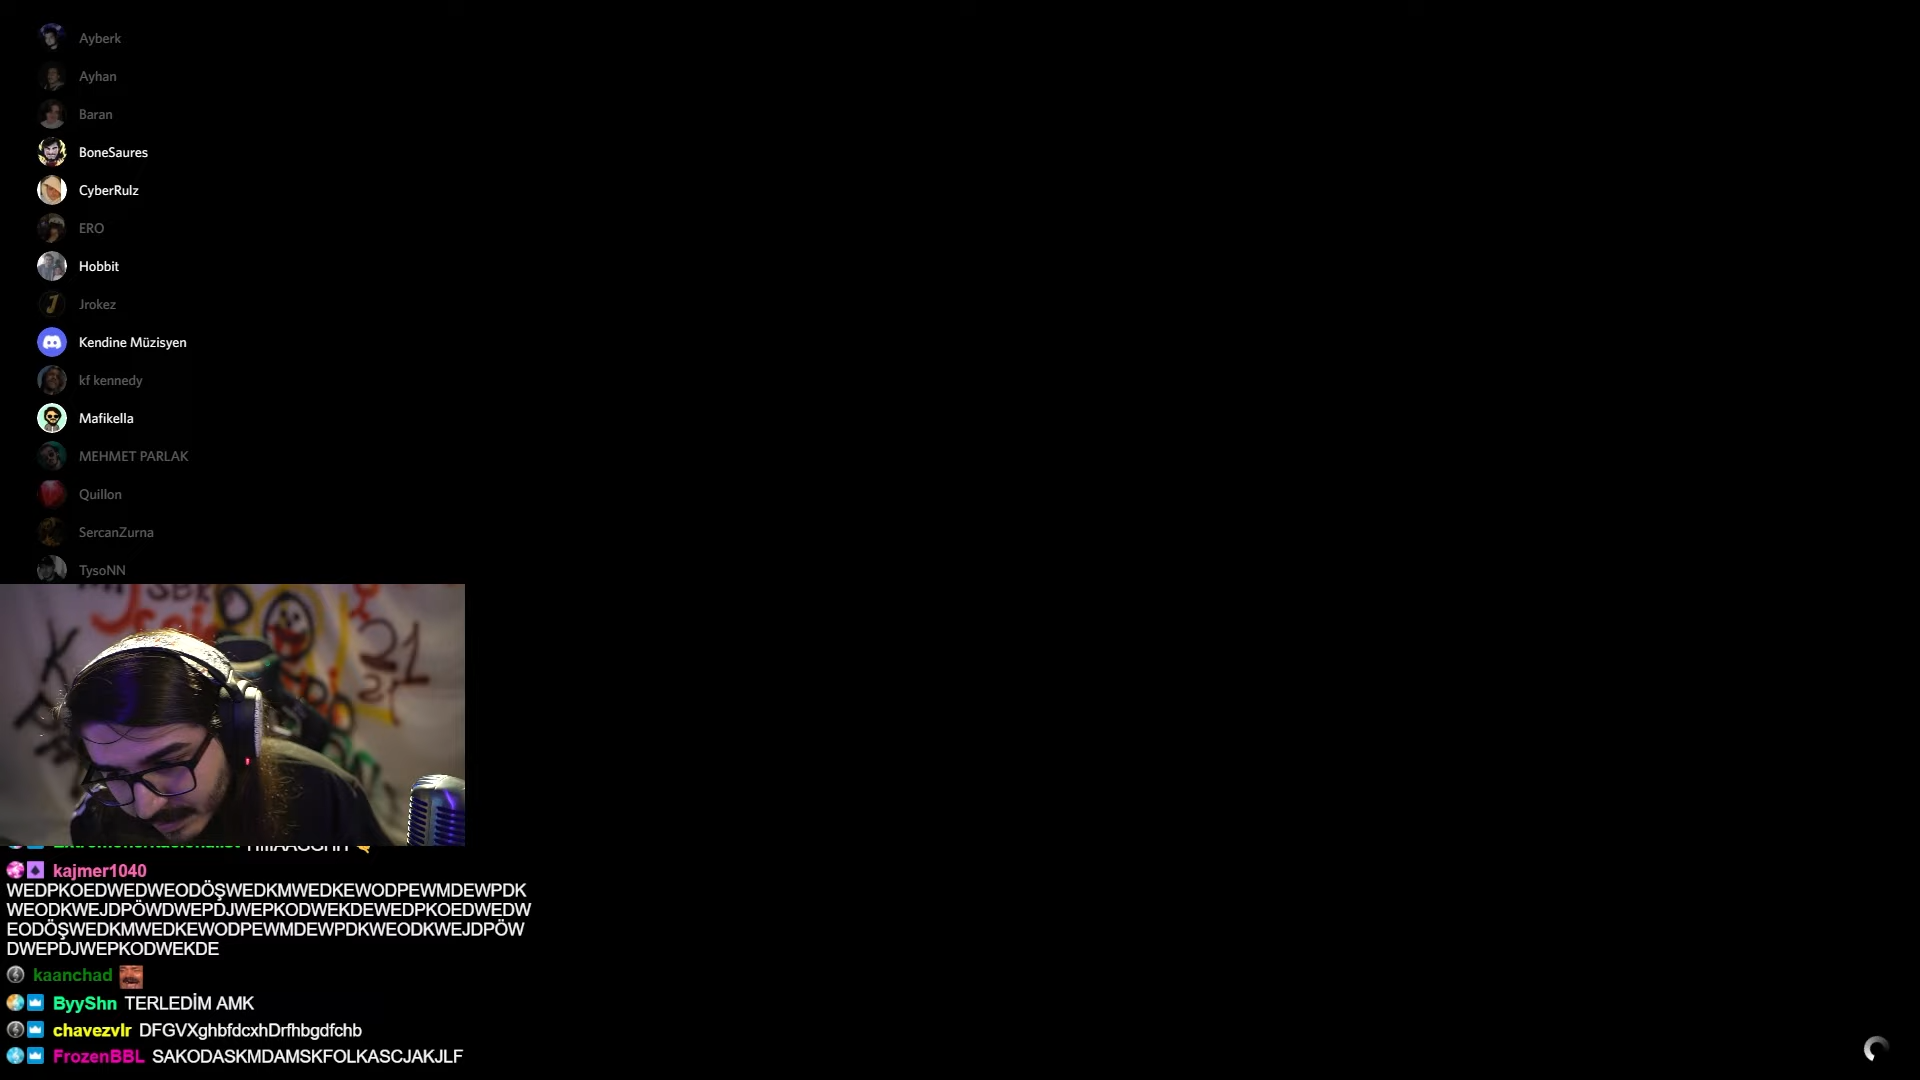 Ayberk
Ayhan
Baran
BoneSaures
CyberRulz
ERO
Hobbit
Jrokez
Kendine Müzisyen
kf kennedy
Mafikella
MEHMET PARLAK
Quillon
SercanZurna
TysoNN
21
kajmer1040
WEDPKOEDWEDWEODÖŞWEDKMWEDKEWODPEWMDEWPDK
WEODKWEJDPÖWDWEPDJWEPKODWEKDEWEDPKOEDWEDW
EODÖŞWEDKMWEDKEWODPEWMDEWPDKWEODKWEJDPÖW
DWEPDJWEPKODWEKDE
kaanchad
ByyShn TERLEDİM AMK
chavezvlr DFGVXghbfdcxhDrfhbgdfchb
FrozenBBL SAKODASKMDAMSKFOLKASCJAKJLF